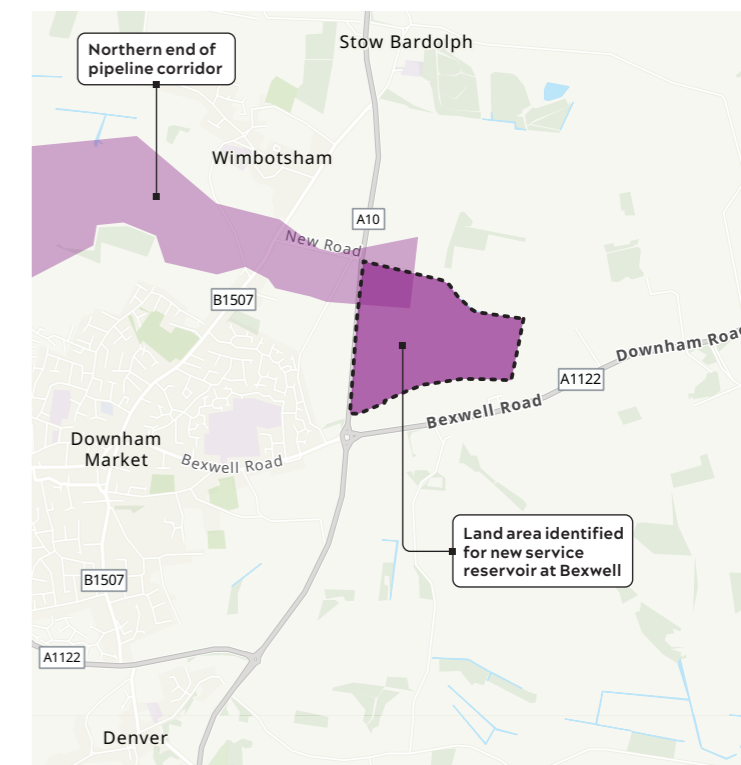 Stow Bardolph
Northern end of
pipeline corridor
Wimbotsham
A10
New Road
B1507
Downham Roa
A1122
Bexwell Road
Downham
Market
Bexwell Road
Land area identified
for new service
reservoir at Bexwell
B1507
A1122
Denver